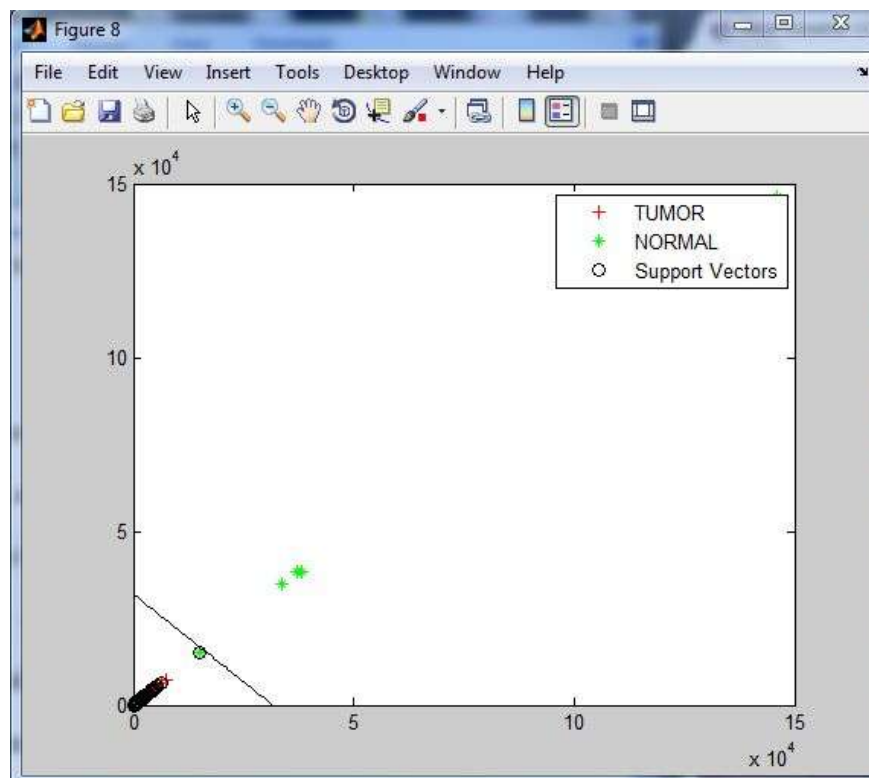 Figure 8
File Edit View Insert Tools Desktop Window Help
x 10^4
15
10
5
0
0 5 10 15
x 10^4
TUMOR
NORMAL
Support Vectors